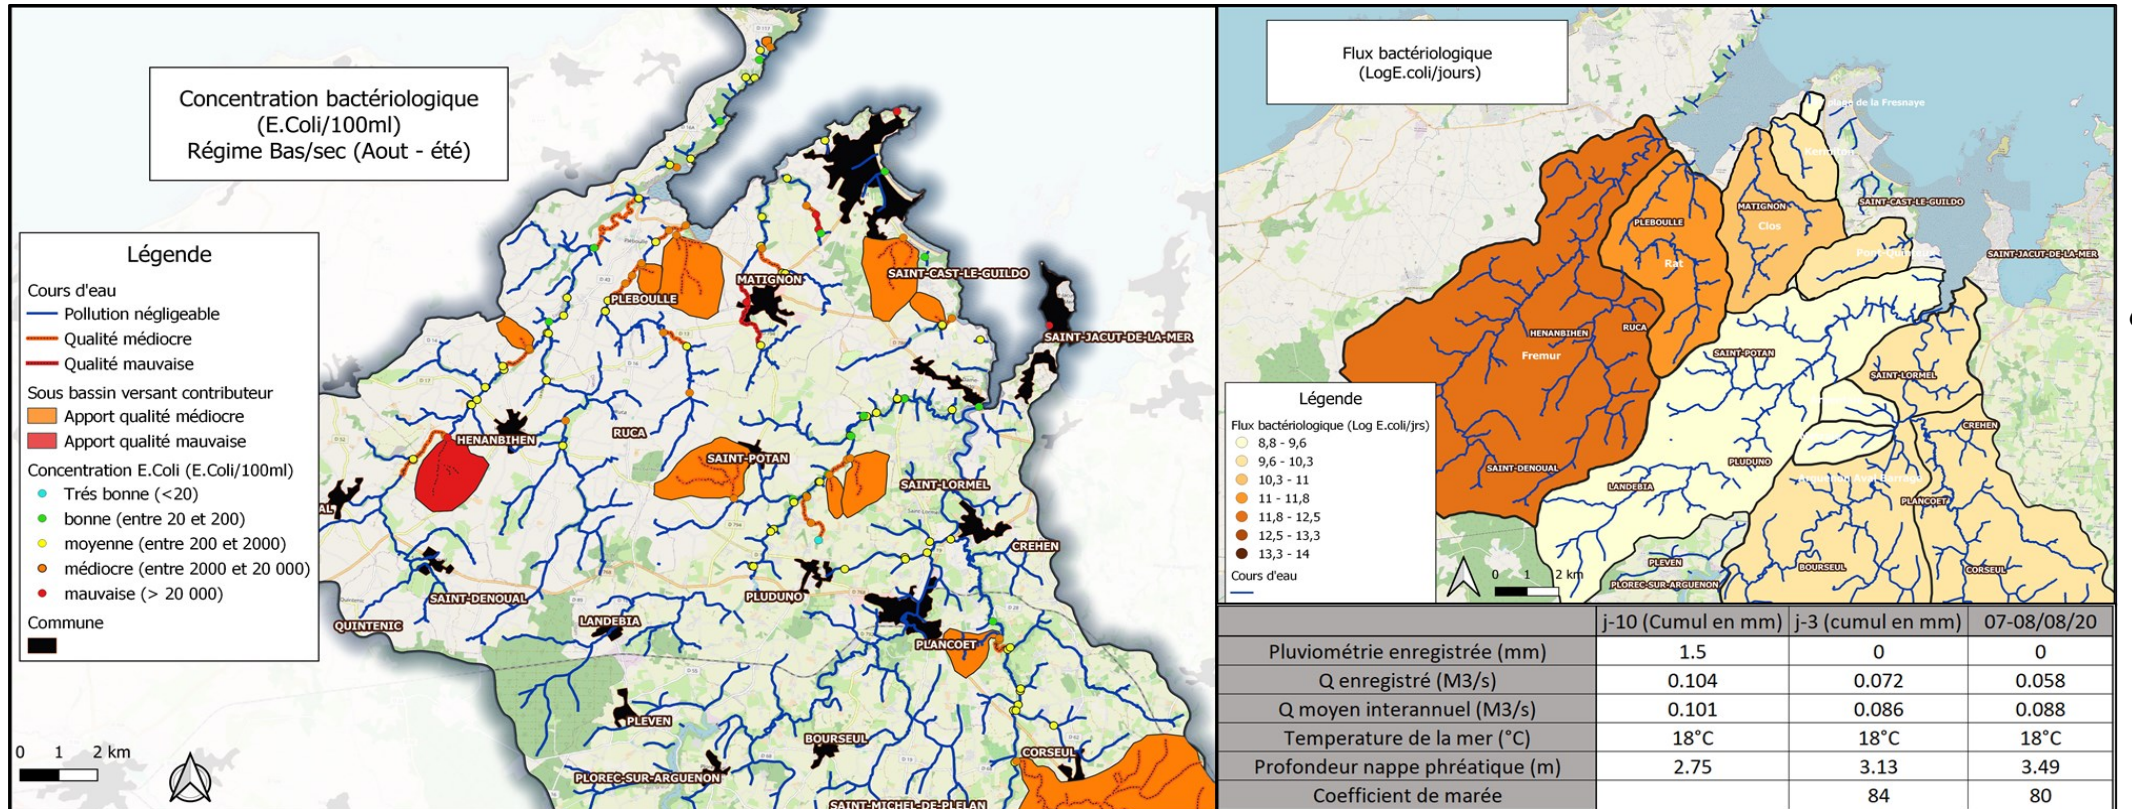 Concentration bactériologique
(E.Coli/100ml)
Régime Bas/sec (Aout - été)
Légende
Cours d'eau
Pollution négligeable
Qualité médiocre
Qualité mauvaise
Sous bassin versant contributeur
Apport qualité médiocre
Apport qualité mauvaise
Concentration E.Coli (E.Coli/100ml)
Trés bonne (<20)
bonne (entre 20 et 200)
moyenne (entre 200 et 2000)
médiocre (entre 2000 et 20 000)
mauvaise (> 20 000)
Commune
0 1 2 km
MATIGNON
SAINT-CAST-LE-GUILDO
PLEBOULLE
SAINT-JACUT-DE-LA-MER
HENANBIHEN
RUCA
SAINT-POTAN
SAINT-LORMEL
AL
CREHEN
SAINT-DENOUAL
PLUDUNO
QUINTENIC
LANDEBIA
PLANCOET
PLEVEN
BOURSEUL
CORSEUL
PLOREC-SUR-ARGUENON
SAINT-MICHEL-DE-PLELAN
Flux bactériologique
(LogE.coli/jours)
plage de la Fresnaye
SAINT-CAST-LE-GUILDO
MATIGNON
PLEBOULLE
Clos
SAINT-JACUT-DE-LA-MER
Rat
RUCA
HENANBIHEN
Fremur
SAINT-POTAN
SAINT-LORMEL
CREHEN
PLUDUNO
SAINT-DENOUAL
LANDEBIA
Arguenon Aval Barrage
PLANCOET
PLEVEN
BOURSEUL
CORSEUL
PLOREC-SUR-ARGUENON
Légende
Flux bactériologique (Log E.coli/jrs)
8,8 - 9,6
9,6 - 10,3
10,3 - 11
11 - 11,8
11,8 - 12,5
12,5 - 13,3
13,3 - 14
Cours d'eau
0 1 2 km
j-10 (Cumul en mm) j-3 (cumul en mm) 07-08/08/20
Pluviométrie enregistrée (mm) 1.5 0 0
Q enregistré (M3/s) 0.104 0.072 0.058
Q moyen interannuel (M3/s) 0.101 0.086 0.088
Temperature de la mer (°C) 18°C 18°C 18°C
Profondeur nappe phréatique (m) 2.75 3.13 3.49
Coefficient de marée 84 80